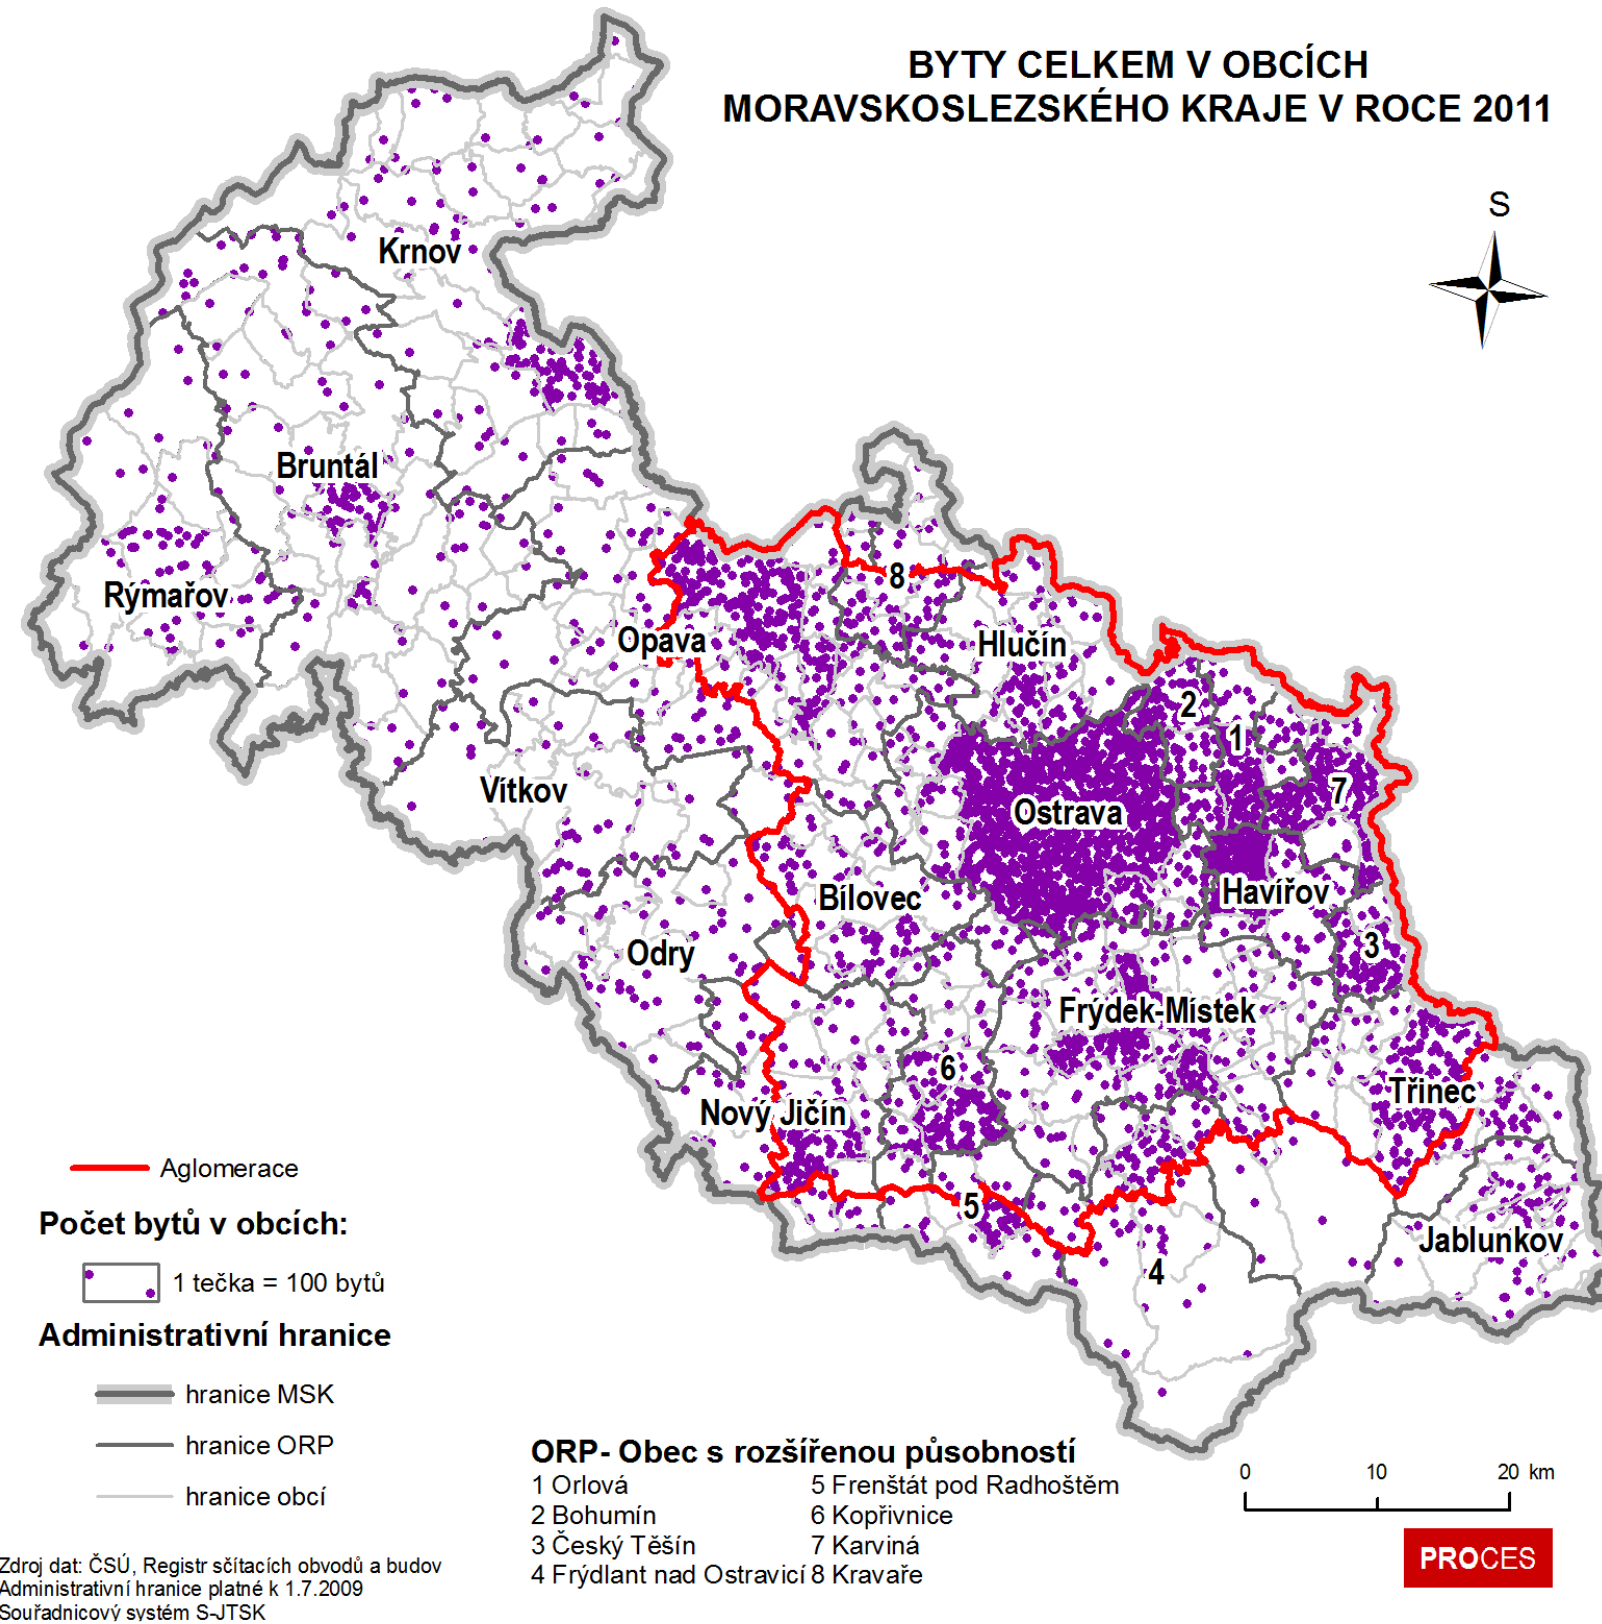 BYTY CELKEM V OBCÍCH
MORAVSKOSLEZSKÉHO KRAJE V ROCE 2011
S
Krnov
Bruntál
Rýmařov
Opava
8
Hlučín
2
1
7
Vítkov
Ostrava
Bílovec
Havířov
Odry
3
Frýdek-Místek
6
Třinec
Nový Jičín
5
4
Jablunkov
Aglomerace
Počet bytů v obcích:
1 tečka = 100 bytů
Administrativní hranice
hranice MSK
hranice ORP
hranice obcí
ORP- Obec s rozšířenou působností
1 Orlová
2 Bohumín
3 Český Těšín
4 Frýdlant nad Ostravicí
5 Frenštát pod Radhoštěm
6 Kopřivnice
7 Karviná
8 Kravaře
0 10 20 km
PROCES
Zdroj dat: ČSÚ, Registr sčítacích obvodů a budov
Administrativní hranice platné k 1.7.2009
Souřadnicový systém S-JTSK